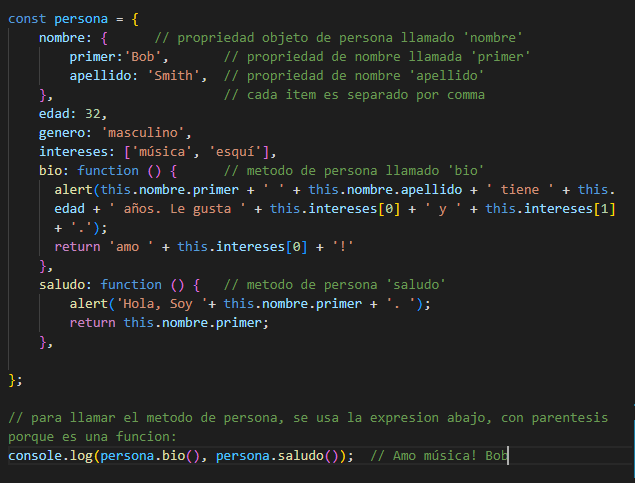 const persona = {
    nombre: {      // propriedad objeto de persona llamado 'nombre'
        primer:'Bob',       // propriedad de nombre llamada 'primer'
        apellido: 'Smith',  // propriedad de nombre 'apellido'
    },                      // cada item es separado por comma
    edad: 32,
    genero: 'masculino',
    intereses: ['música', 'esquí'],
    bio: function () {      // metodo de persona llamado 'bio'
      alert(this.nombre.primer + ' ' + this.nombre.apellido + ' tiene ' + this.
      edad + ' años. Le gusta ' + this.intereses[0] + ' y ' + this.intereses[1]
      + '.');
      return 'amo ' + this.intereses[0] + '!'
    },
    saludo: function () {   // metodo de persona 'saludo'
        alert('Hola, Soy '+ this.nombre.primer + '. ');
        return this.nombre.primer;
    },
};
// para llamar el metodo de persona, se usa la expresion abajo, con parentesis
porque es una funcion:
console.log(persona.bio(), persona.saludo());  // Amo música! Bob